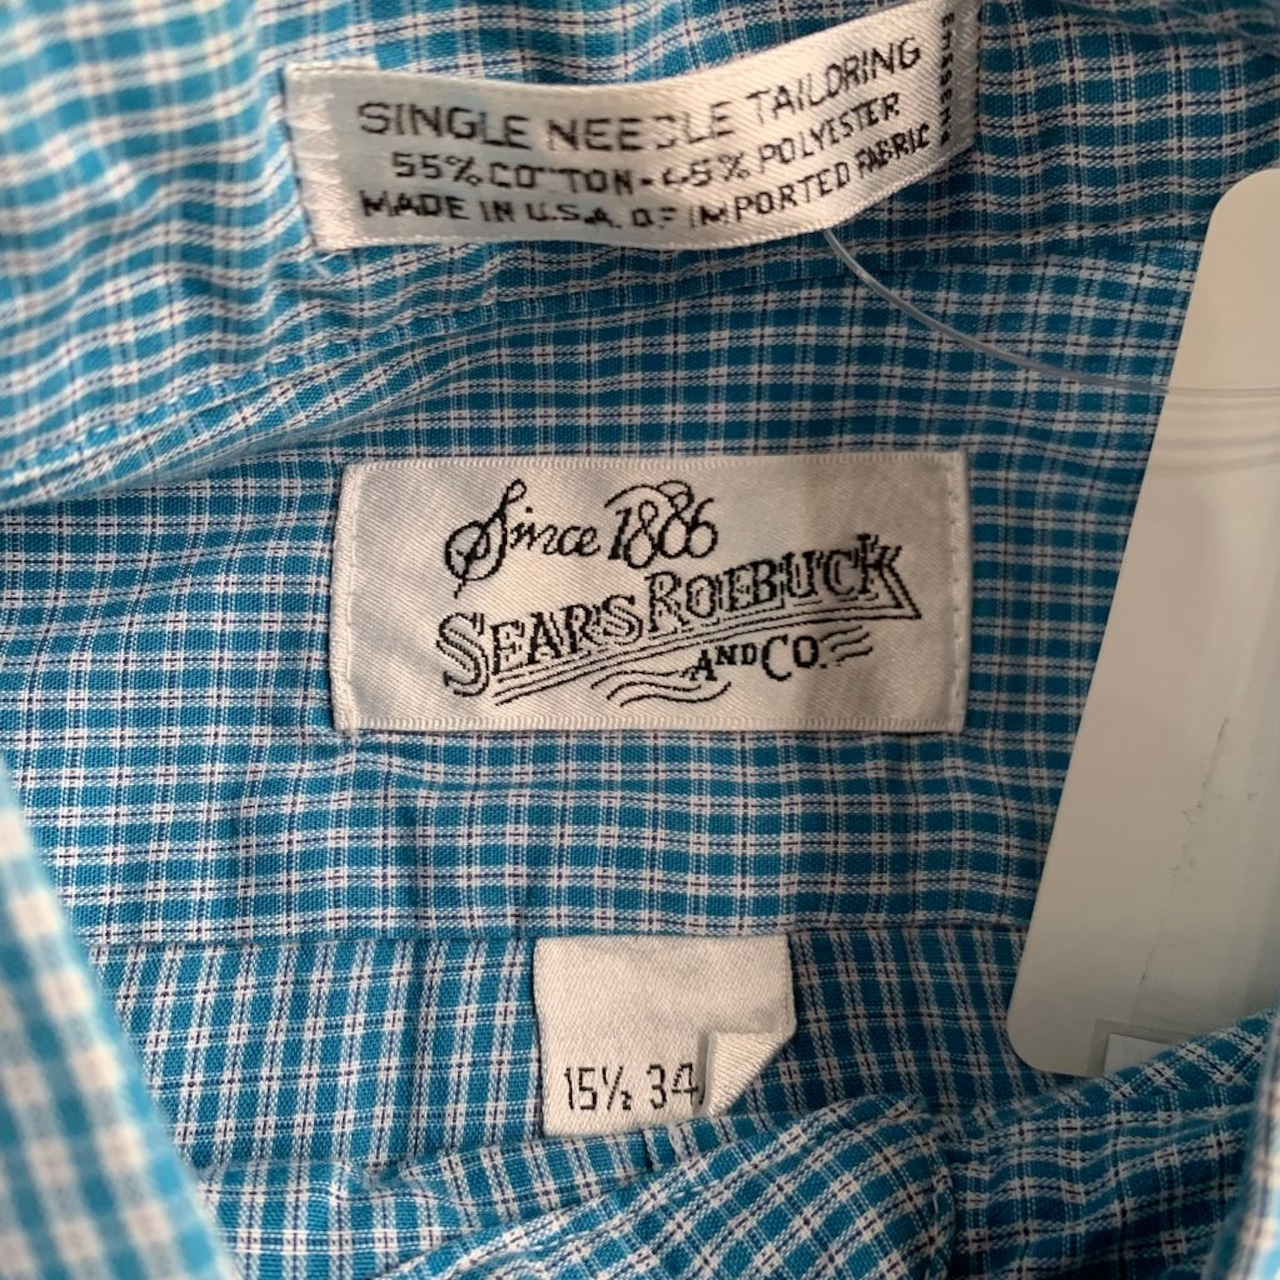 SINGLE NEEDLE TAILORING
55% COTTON - 45% POLYESTER
MADE IN U.S.A. OF IMPORTED FABRIC
Since 1886
SEARS ROEBUCK
AND CO.
15½ 34